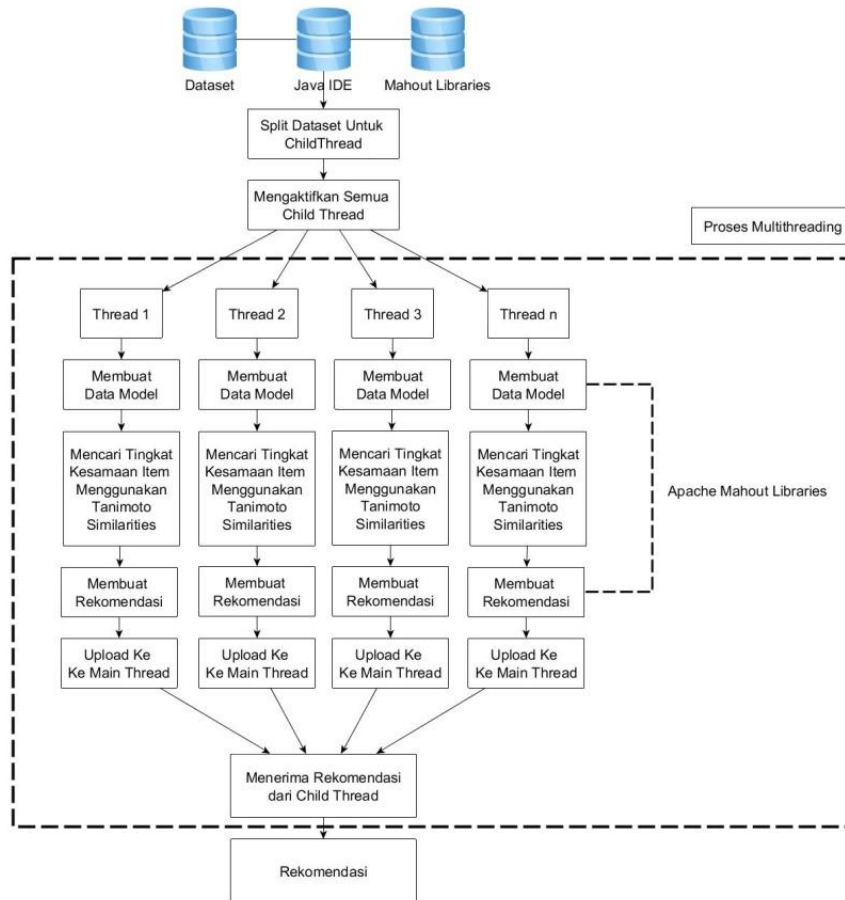 Dataset
Java IDE
Mahout Libraries
Split Dataset Untuk
ChildThread
Mengaktifkan Semua
Child Thread
Proses Multithreading
Thread 1
Thread 2
Thread 3
Thread n
Membuat
Data Model
Membuat
Data Model
Membuat
Data Model
Membuat
Data Model
Mencari Tingkat
Kesamaan Item
Menggunakan
Tanimoto
Similarities
Mencari Tingkat
Kesamaan Item
Menggunakan
Tanimoto
Similarities
Mencari Tingkat
Kesamaan Item
Menggunakan
Tanimoto
Similarities
Mencari Tingkat
Kesamaan Item
Menggunakan
Tanimoto
Similarities
Apache Mahout Libraries
Membuat
Rekomendasi
Membuat
Rekomendasi
Membuat
Rekomendasi
Membuat
Rekomendasi
Upload Ke
Ke Main Thread
Upload Ke
Ke Main Thread
Upload Ke
Ke Main Thread
Upload Ke
Ke Main Thread
Menerima Rekomendasi
dari Child Thread
Rekomendasi